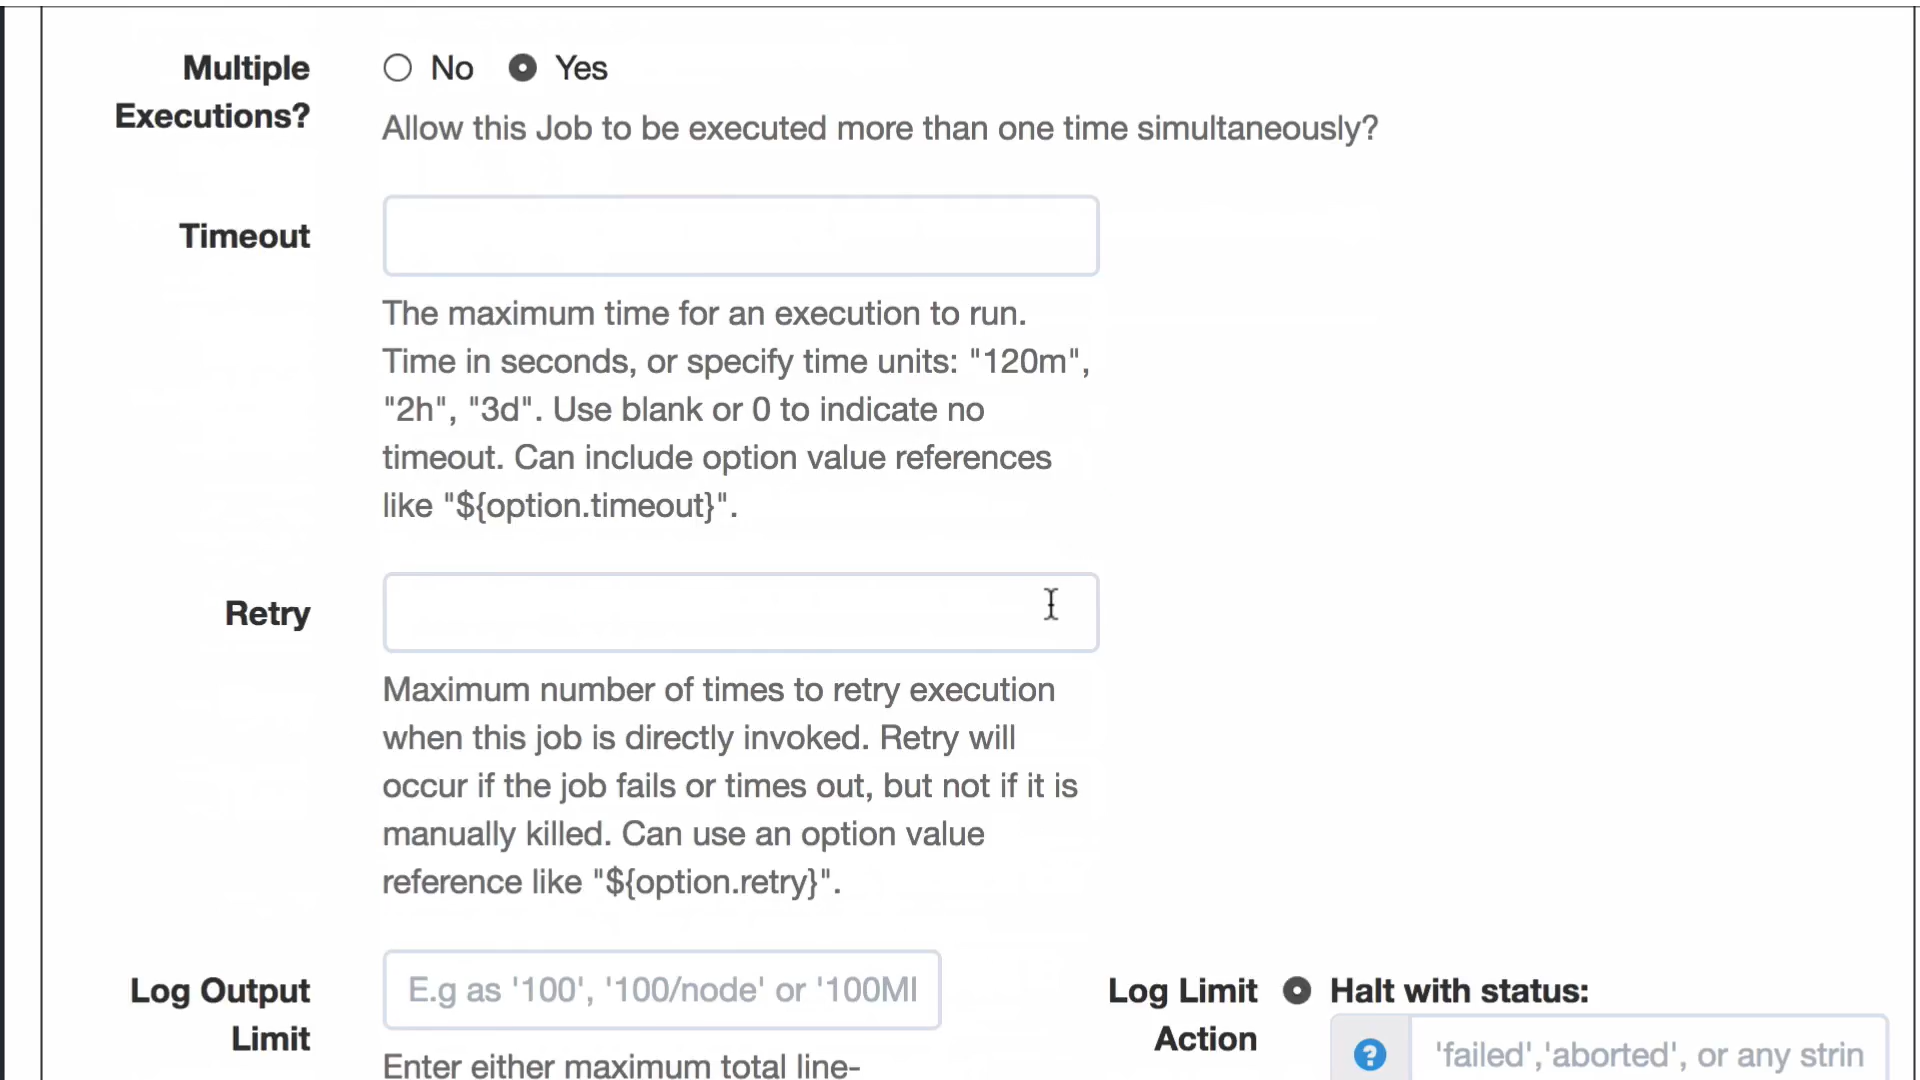 Multiple
Executions?
No Yes
Allow this Job to be executed more than one time simultaneously?
Timeout
The maximum time for an execution to run.
Time in seconds, or specify time units: "120m",
"2h", "3d". Use blank or 0 to indicate no
timeout. Can include option value references
like "${option.timeout}".
Retry
Maximum number of times to retry execution
when this job is directly invoked. Retry will
occur if the job fails or times out, but not if it is
manually killed. Can use an option value
reference like "${option.retry}".
Log Output
Limit
E.g as '100', '100/node' or '100MI
Enter either maximum total line-
Log Limit
Action
Halt with status:
'failed','aborted', or any strin